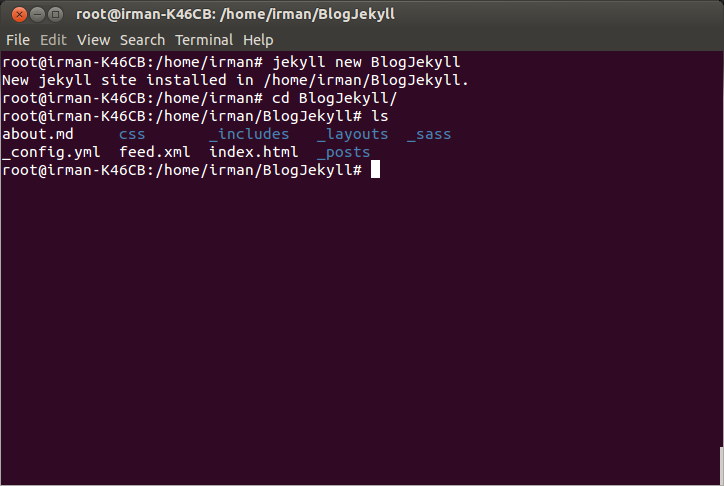 root@irman-K46CB: /home/irman/BlogJekyll
File Edit View Search Terminal Help
root@irman-K46CB:/home/irman# jekyll new BlogJekyll
New jekyll site installed in /home/irman/BlogJekyll.
root@irman-K46CB:/home/irman# cd BlogJekyll/
root@irman-K46CB:/home/irman/BlogJekyll# ls
about.md     css       _includes   _layouts  _sass
_config.yml  feed.xml  index.html  _posts
root@irman-K46CB:/home/irman/BlogJekyll#